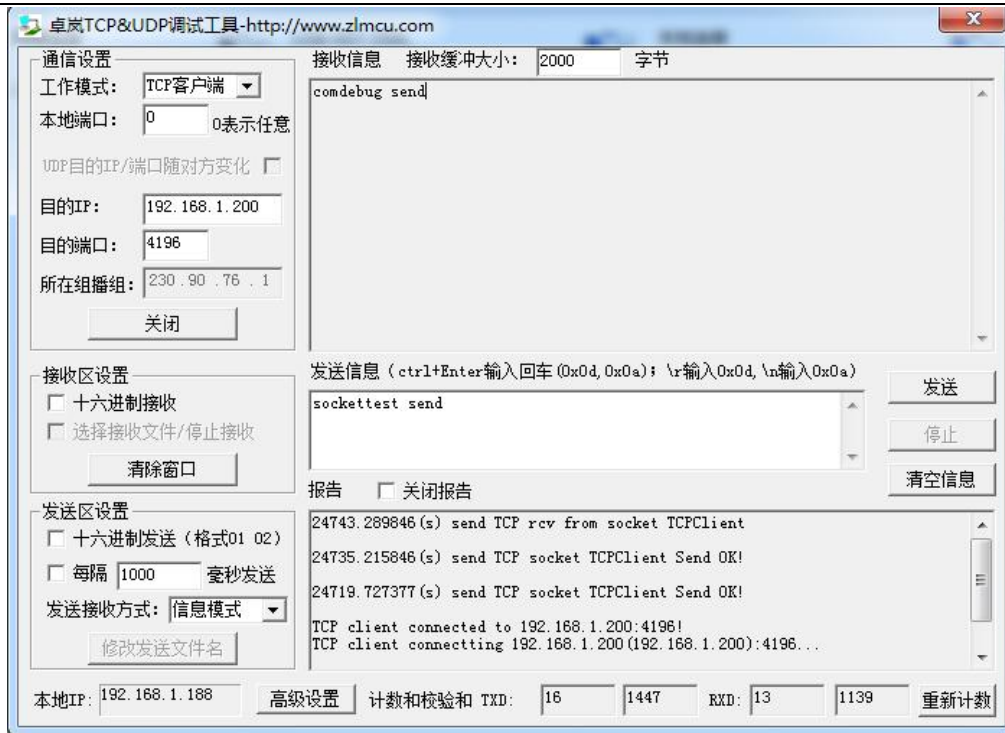 卓岚TCP&UDP调试工具-http://www.zlmcu.com
通信设置
工作模式： TCP客户端
本地端口： 0 0表示任意
UDP目的IP/端口随对方变化
目的IP： 192.168.1.200
目的端口： 4196
所在组播组： 230 .90 .76 . 1
关闭
接收区设置
十六进制接收
选择接收文件/停止接收
清除窗口
发送区设置
十六进制发送（格式01 02）
每隔 1000 毫秒发送
发送接收方式： 信息模式
修改发送文件名
接收信息 接收缓冲大小： 2000 字节
comdebug send
发送信息（ctrl+Enter输入回车(0x0d,0x0a)；\r输入0x0d,\n输入0x0a）
sockettest send
发送
停止
清空信息
报告 关闭报告
24743.289846(s) send TCP rcv from socket TCPClient
24735.215846(s) send TCP socket TCPClient Send OK!
24719.727377(s) send TCP socket TCPClient Send OK!
TCP client connected to 192.168.1.200:4196!
TCP client connectting 192.168.1.200(192.168.1.200):4196...
本地IP: 192.168.1.188 高级设置 计数和校验和 TXD: 16 1447 RXD: 13 1139 重新计数